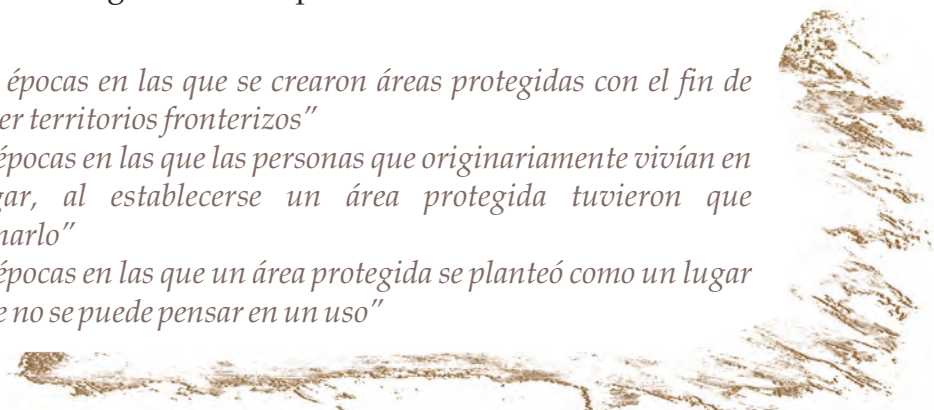 épocas en las que se crearon áreas protegidas con el fin de
er territorios fronterizos”
épocas en las que las personas que originariamente vivían en
gar, al establecerse un área protegida tuvieron que
narlo”
épocas en las que un área protegida se planteó como un lugar
e no se puede pensar en un uso”